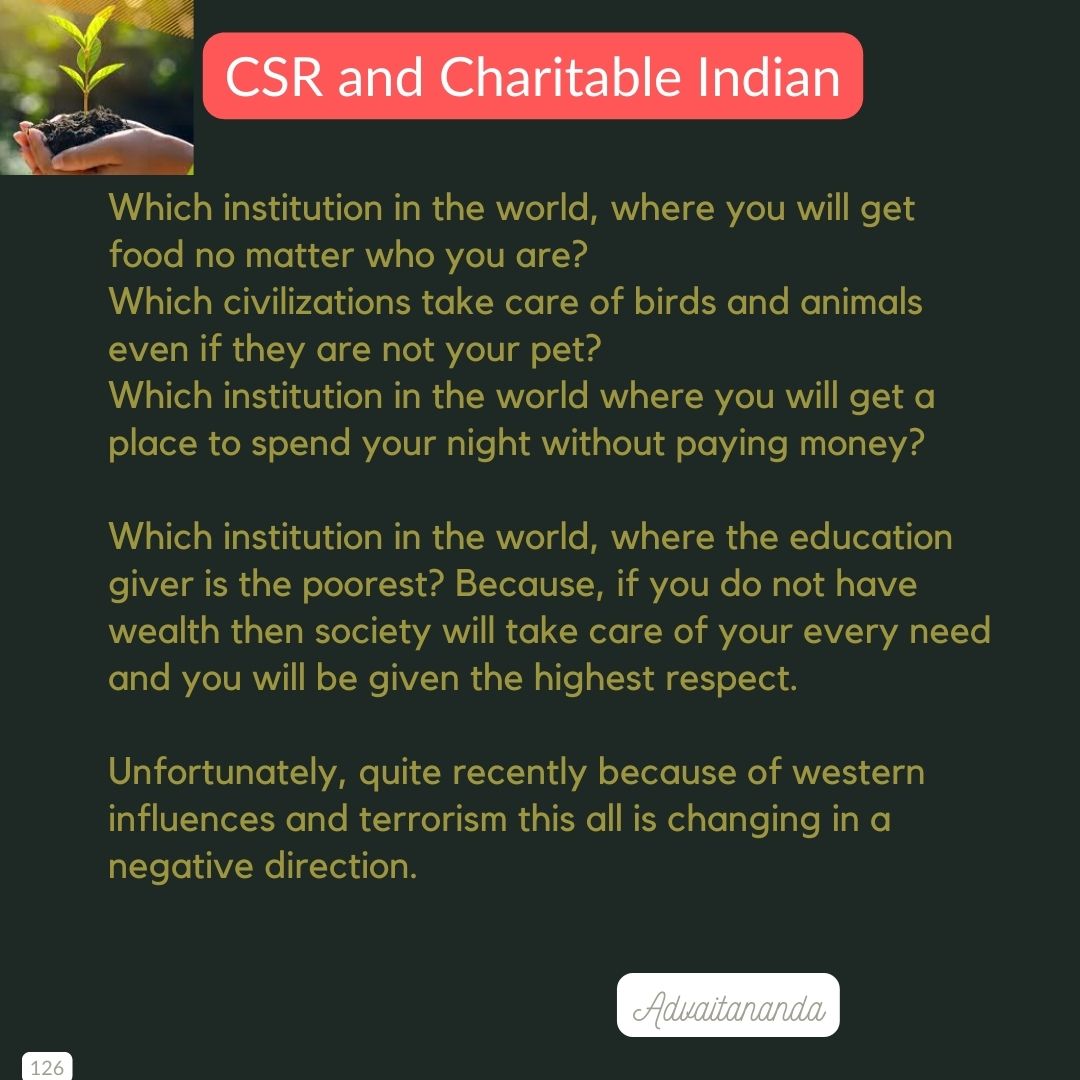 CSR and Charitable Indian
Which institution in the world, where you will get
food no matter who you are?
Which civilizations take care of birds and animals
even if they are not your pet?
Which institution in the world where you will get a
place to spend your night without paying money?
Which institution in the world, where the education
giver is the poorest? Because, if you do not have
wealth then society will take care of your every need
and you will be given the highest respect.
Unfortunately, quite recently because of western
influences and terrorism this all is changing in a
negative direction.
Advaitananda
126